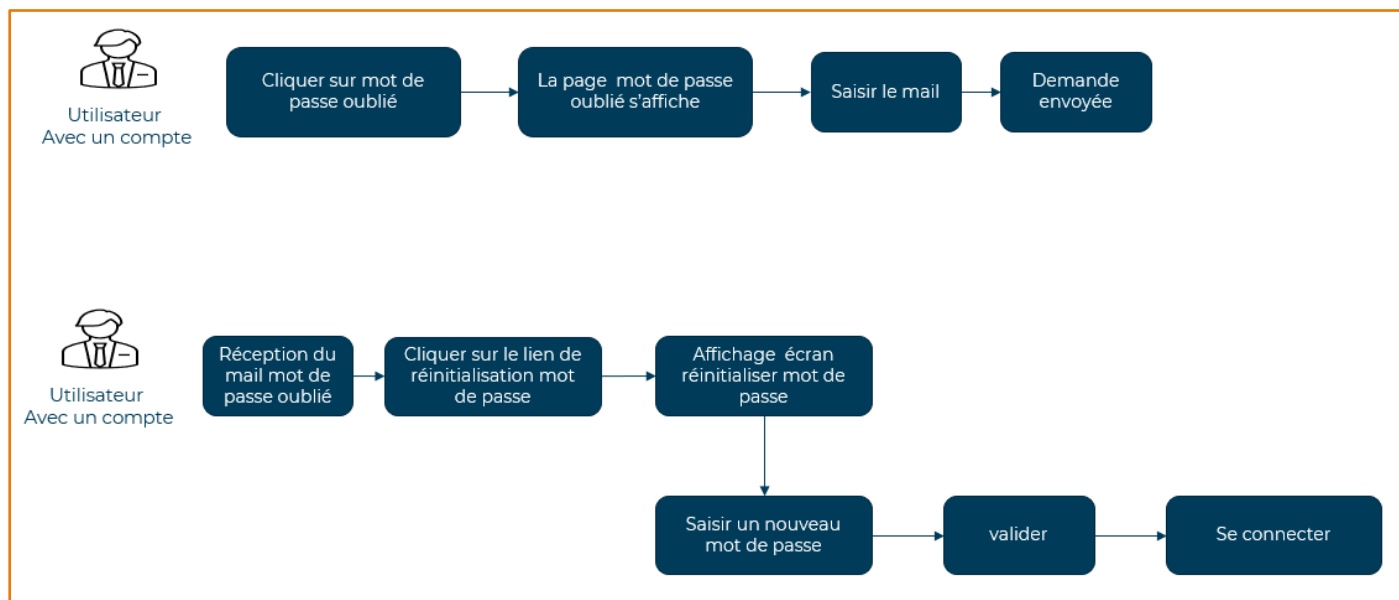 Utilisateur
Avec un compte
Cliquer sur mot de
passe oublié
La page mot de passe
oublié s'affiche
Saisir le mail
Demande
envoyée
Utilisateur
Avec un compte
Réception du
mail mot de
passe oublié
Cliquer sur le lien de
réinitialisation mot
de passe
Affichage écran
réinitialiser mot de
passe
Saisir un nouveau
mot de passe
valider
Se connecter